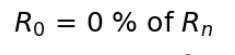 R₀ = 0 % of Rₙ